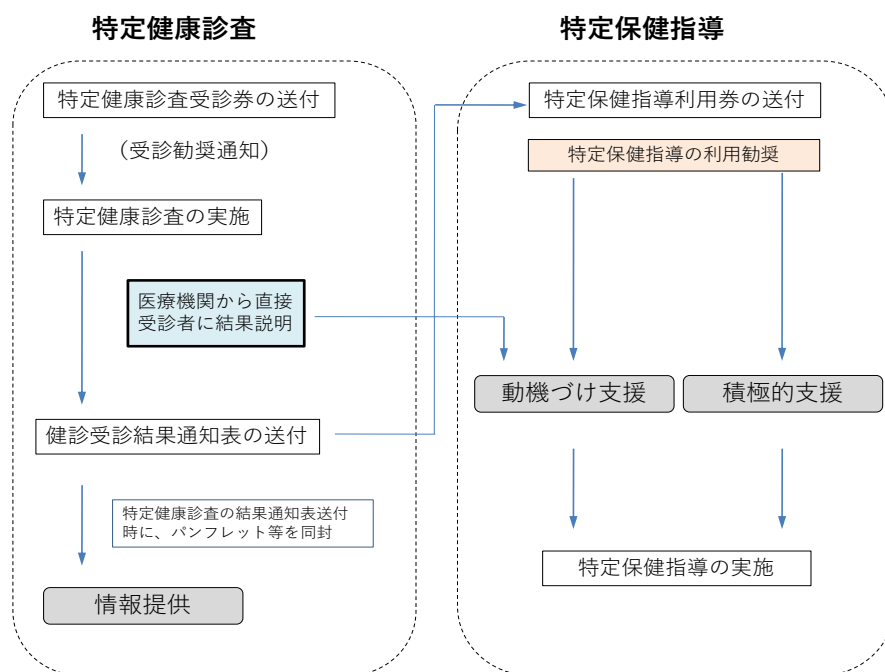 特定健康診査
特定保健指導
特定健康診査受診券の送付
（受診勧奨通知）
特定健康診査の実施
医療機関から直接
受診者に結果説明
健診受診結果通知表の送付
特定健康診査の結果通知表送付
時に、パンフレット等を同封
情報提供
特定保健指導利用券の送付
特定保健指導の利用勧奨
動機づけ支援
積極的支援
特定保健指導の実施